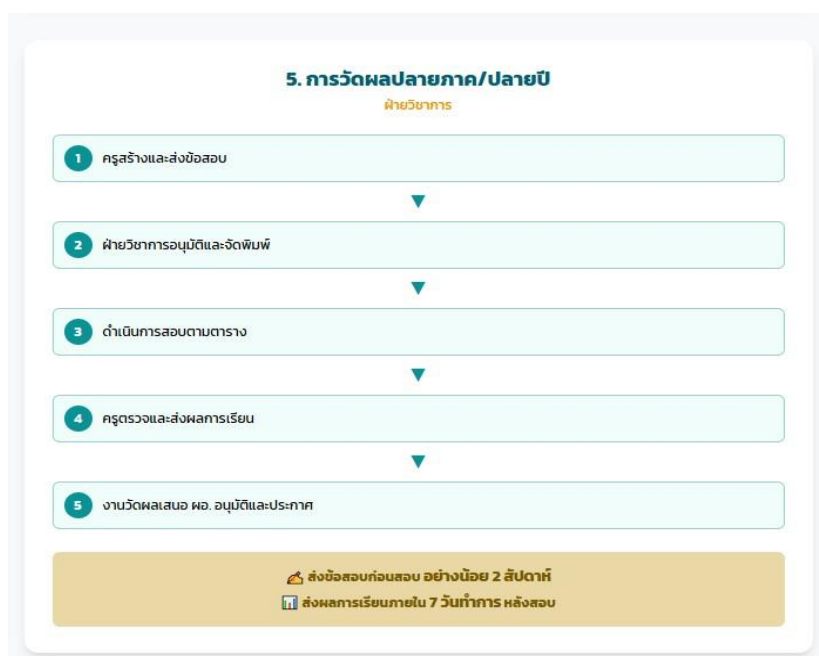 5. การวัดผลปลายภาค/ปลายปี
ฝ่ายวิชาการ
1 ครูสร้างและส่งข้อสอบ
2 ฝ่ายวิชาการอนุมัติและจัดพิมพ์
3 ดำเนินการสอบตามตาราง
4 ครูตรวจและส่งผลการเรียน
5 งานวัดผลเสนอ ผอ. อนุมัติและประกาศ
✍️ ส่งข้อสอบก่อนสอบ อย่างน้อย 2 สัปดาห์
📊 ส่งผลการเรียนภายใน 7 วันทำการ หลังสอบ